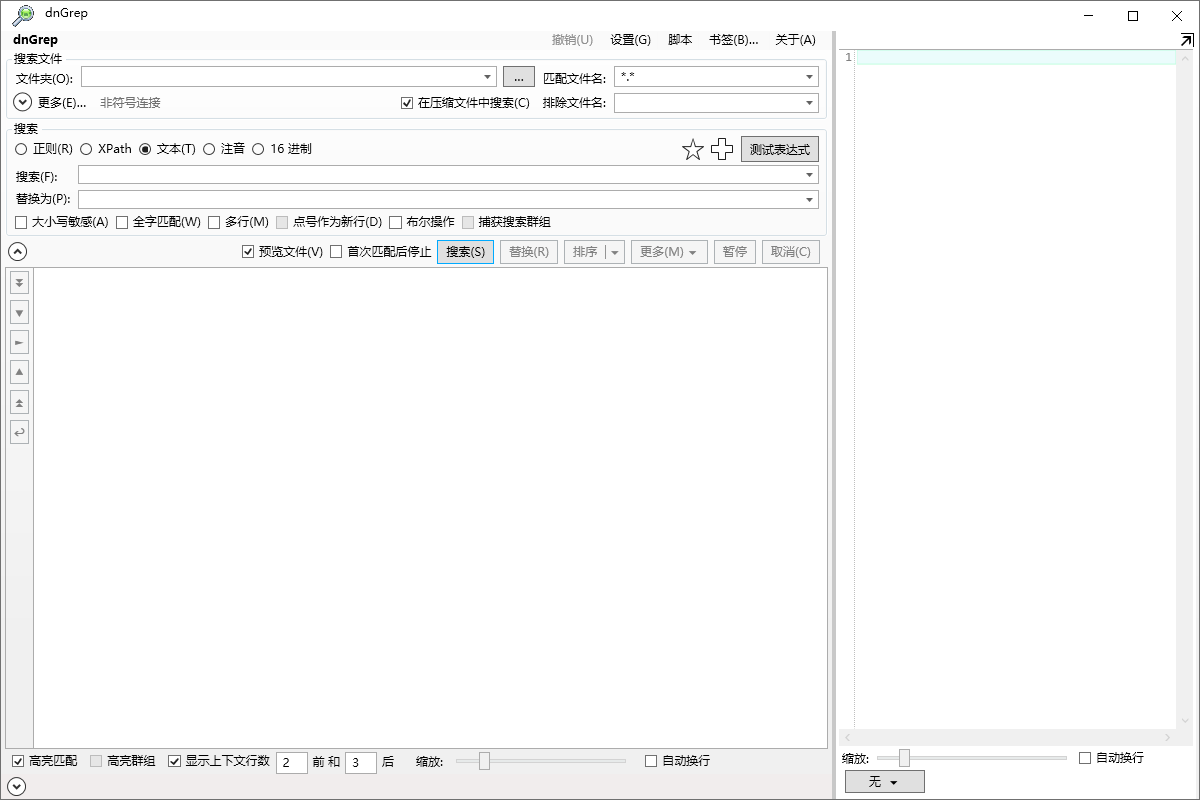 dnGrep
dnGrep 撤销(U) 设置(G) 脚本 书签(B)... 关于(A)
搜索文件
文件夹(O): ... 匹配文件名: *.*
更多(E)... 非符号连接 在压缩文件中搜索(C) 排除文件名:
搜索
正则(R) XPath 文本(T) 注音 16 进制 测试表达式
搜索(F):
替换为(P):
大小写敏感(A) 全字匹配(W) 多行(M) 点号作为新行(D) 布尔操作 捕获搜索群组
预览文件(V) 首次匹配后停止 搜索(S) 替换(R) 排序 更多(M) 暂停 取消(C)
高亮匹配 高亮群组 显示上下文行数 2 前 和 3 后 缩放: 自动换行
1
缩放: 自动换行
无